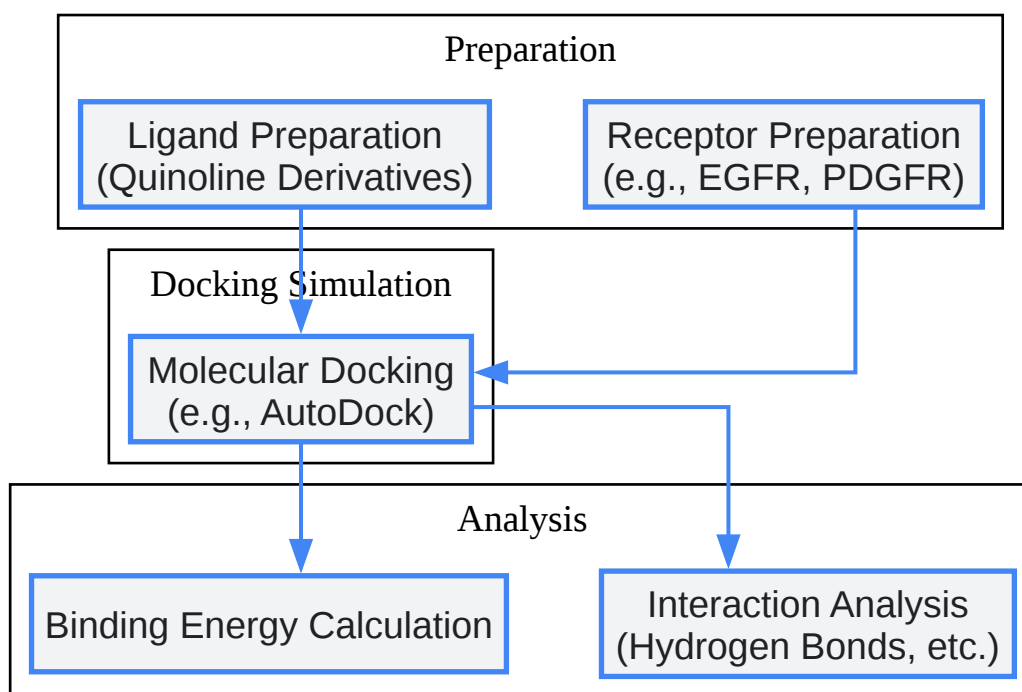 Preparation
Ligand Preparation
(Quinoline Derivatives)
Receptor Preparation
(e.g., EGFR, PDGFR)
Docking Simulation
Molecular Docking
(e.g., AutoDock)
Analysis
Binding Energy Calculation
Interaction Analysis
(Hydrogen Bonds, etc.)